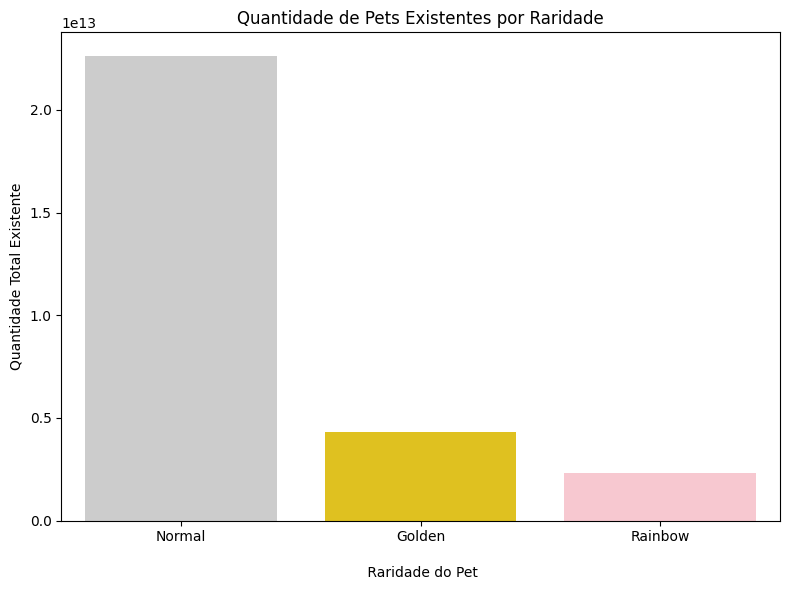 Quantidade de Pets Existentes por Raridade
1e13
2.0
1.5
1.0
0.5
0.0
Quantidade Total Existente
Normal Golden Rainbow
Raridade do Pet